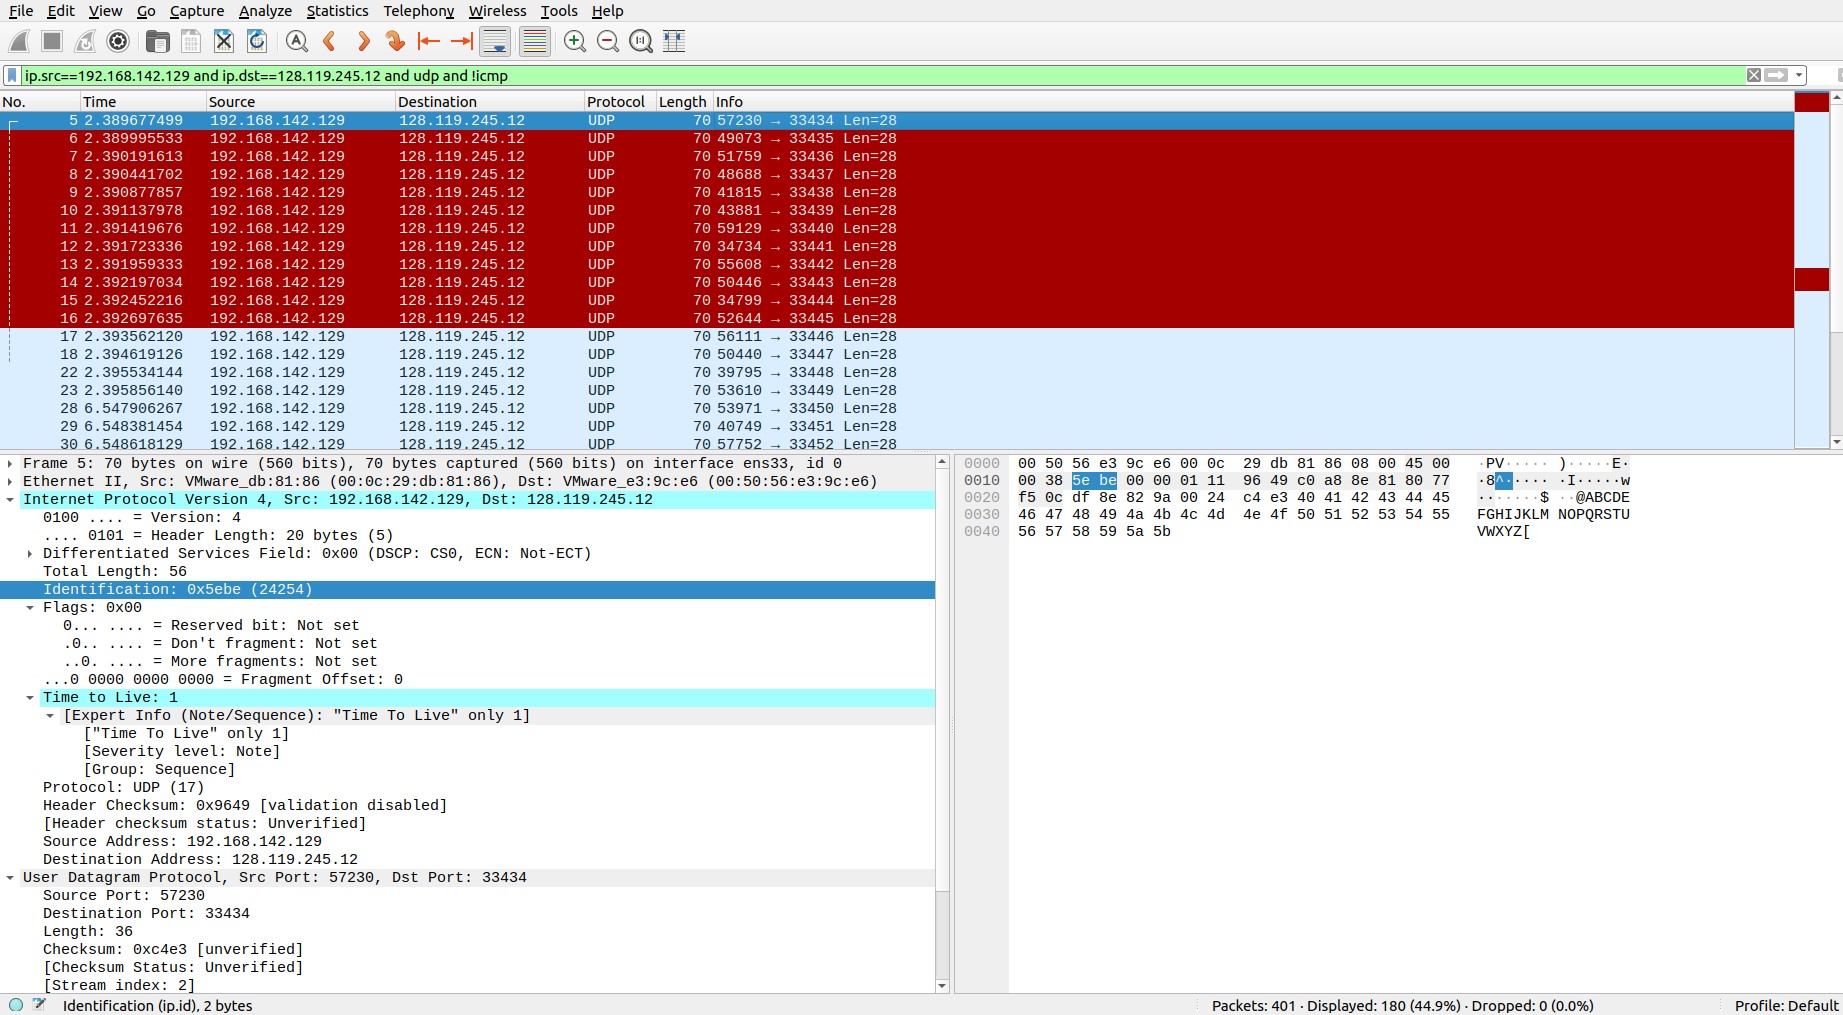 File Edit View Go Capture Analyze Statistics Telephony Wireless Tools Help
ip.src==192.168.142.129 and ip.dst==128.119.245.12 and udp and !icmp
No. Time Source Destination Protocol Length Info
5 2.389677499 192.168.142.129 128.119.245.12 UDP 70 57230 → 33434 Len=28
6 2.389995533 192.168.142.129 128.119.245.12 UDP 70 49073 → 33435 Len=28
7 2.390191613 192.168.142.129 128.119.245.12 UDP 70 51759 → 33436 Len=28
8 2.390441702 192.168.142.129 128.119.245.12 UDP 70 48688 → 33437 Len=28
9 2.390877857 192.168.142.129 128.119.245.12 UDP 70 41815 → 33438 Len=28
10 2.391137978 192.168.142.129 128.119.245.12 UDP 70 43881 → 33439 Len=28
11 2.391419676 192.168.142.129 128.119.245.12 UDP 70 59129 → 33440 Len=28
12 2.391723336 192.168.142.129 128.119.245.12 UDP 70 34734 → 33441 Len=28
13 2.391959333 192.168.142.129 128.119.245.12 UDP 70 55608 → 33442 Len=28
14 2.392197034 192.168.142.129 128.119.245.12 UDP 70 50446 → 33443 Len=28
15 2.392452216 192.168.142.129 128.119.245.12 UDP 70 34799 → 33444 Len=28
16 2.392697635 192.168.142.129 128.119.245.12 UDP 70 52644 → 33445 Len=28
17 2.393562120 192.168.142.129 128.119.245.12 UDP 70 56111 → 33446 Len=28
18 2.394619126 192.168.142.129 128.119.245.12 UDP 70 50440 → 33447 Len=28
22 2.395534144 192.168.142.129 128.119.245.12 UDP 70 39795 → 33448 Len=28
23 2.395856140 192.168.142.129 128.119.245.12 UDP 70 53610 → 33449 Len=28
28 6.547906267 192.168.142.129 128.119.245.12 UDP 70 53971 → 33450 Len=28
29 6.548381454 192.168.142.129 128.119.245.12 UDP 70 40749 → 33451 Len=28
30 6.548618129 192.168.142.129 128.119.245.12 UDP 70 57752 → 33452 Len=28
Frame 5: 70 bytes on wire (560 bits), 70 bytes captured (560 bits) on interface ens33, id 0
Ethernet II, Src: VMware_db:81:86 (00:0c:29:db:81:86), Dst: VMware_e3:9c:e6 (00:50:56:e3:9c:e6)
Internet Protocol Version 4, Src: 192.168.142.129, Dst: 128.119.245.12
0100 .... = Version: 4
.... 0101 = Header Length: 20 bytes (5)
Differentiated Services Field: 0x00 (DSCP: CS0, ECN: Not-ECT)
Total Length: 56
Identification: 0x5ebe (24254)
Flags: 0x00
0... .... = Reserved bit: Not set
.0.. .... = Don't fragment: Not set
..0. .... = More fragments: Not set
...0 0000 0000 0000 = Fragment Offset: 0
Time to Live: 1
[Expert Info (Note/Sequence): "Time To Live" only 1]
["Time To Live" only 1]
[Severity level: Note]
[Group: Sequence]
Protocol: UDP (17)
Header Checksum: 0x9649 [validation disabled]
[Header checksum status: Unverified]
Source Address: 192.168.142.129
Destination Address: 128.119.245.12
User Datagram Protocol, Src Port: 57230, Dst Port: 33434
Source Port: 57230
Destination Port: 33434
Length: 36
Checksum: 0xc4e3 [unverified]
[Checksum Status: Unverified]
[Stream index: 2]
0000 00 50 56 e3 9c e6 00 0c 29 db 81 86 08 00 45 00 ·PV····· )·····E·
0010 00 38 5e be 00 00 01 11 96 49 c0 a8 8e 81 80 77 ·8^····· ·I·····w
0020 f5 0c df 8e 82 9a 00 24 c4 e3 40 41 42 43 44 45 ·······$ ··@ABCDE
0030 46 47 48 49 4a 4b 4c 4d 4e 4f 50 51 52 53 54 55 FGHIJKLM NOPQRSTU
0040 56 57 58 59 5a 5b VWXYZ[
Identification (ip.id), 2 bytes Packets: 401 · Displayed: 180 (44.9%) · Dropped: 0 (0.0%) Profile: Default